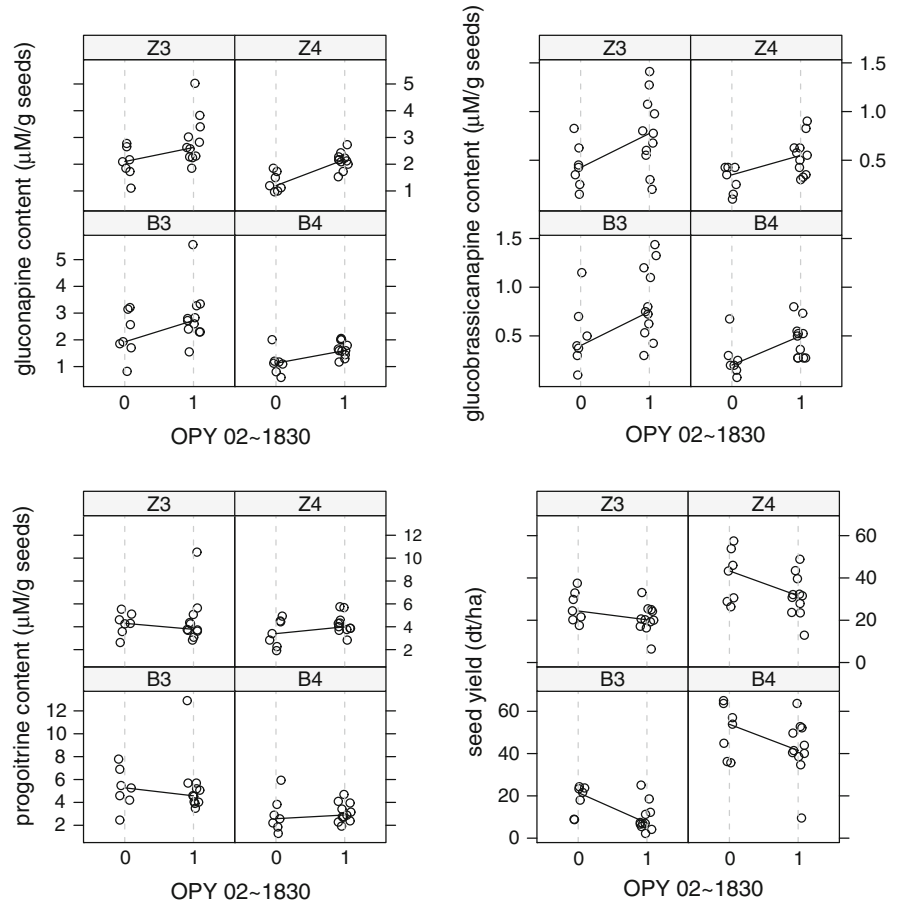 Z3 Z4
gluconapine content (µM/g seeds)
5
4
3
2
1
B3 B4
5
4
3
2
1
0 1
OPY 02~1830
Z3 Z4
glucobrassicanapine content (µM/g seeds)
1.5
1.0
0.5
B3 B4
1.5
1.0
0.5
0 1
OPY 02~1830
Z3 Z4
progoitrine content (µM/g seeds)
12
10
8
6
4
2
B3 B4
12
10
8
6
4
2
0 1
OPY 02~1830
Z3 Z4
seed yield (dt/ha)
60
40
20
0
B3 B4
60
40
20
0
0 1
OPY 02~1830